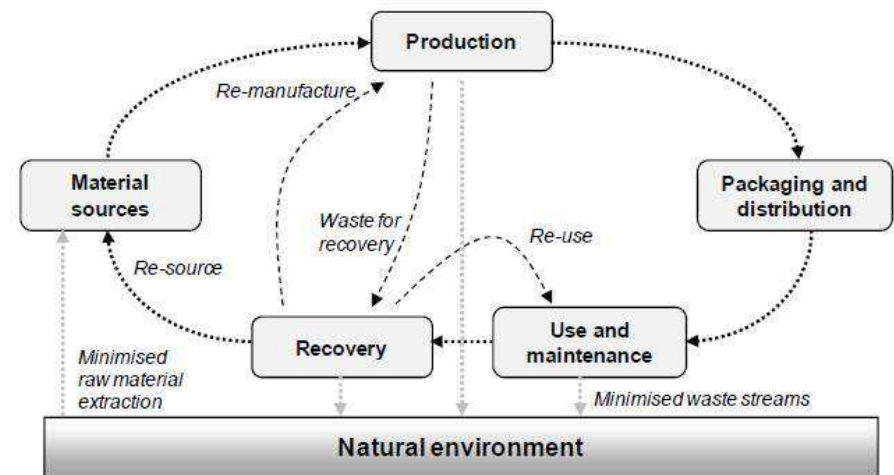 Production
Re-manufacture
Material
sources
Packaging and
distribution
Waste for
recovery
Re-use
Re-source
Recovery
Use and
maintenance
Minimised
raw material
extraction
Minimised waste streams
Natural environment